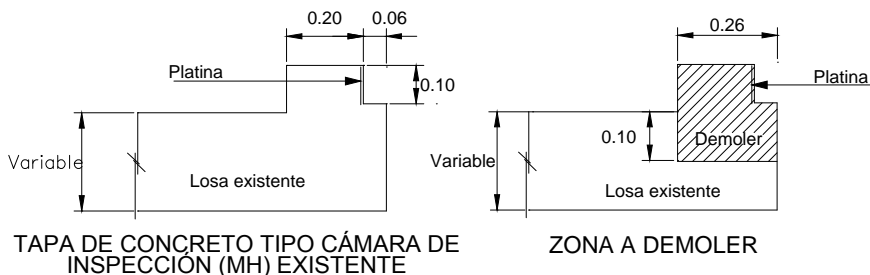 0.20
0.06
Platina
0.10
Variable
Losa existente
TAPA DE CONCRETO TIPO CÁMARA DE
INSPECCIÓN (MH) EXISTENTE
0.26
Platina
0.10
Demoler
Variable
Losa existente
ZONA A DEMOLER